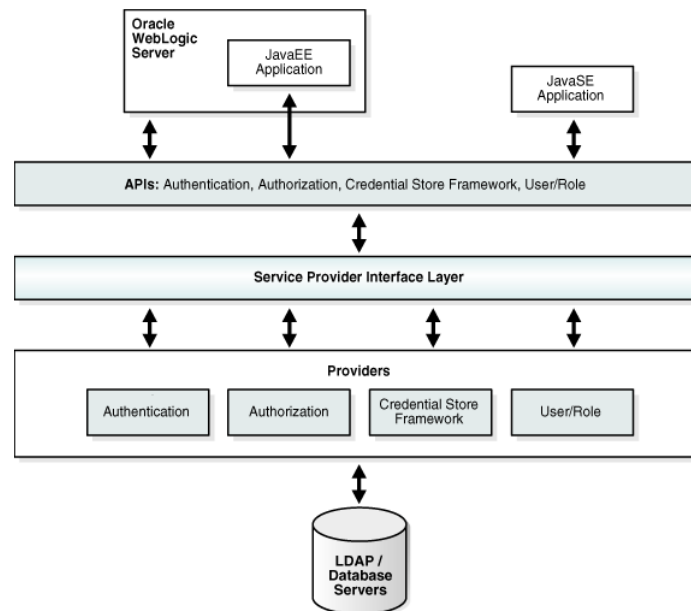 Oracle
WebLogic
Server
JavaEE
Application
JavaSE
Application
APIs: Authentication, Authorization, Credential Store Framework, User/Role
Service Provider Interface Layer
Providers
Authentication
Authorization
Credential Store
Framework
User/Role
LDAP /
Database
Servers